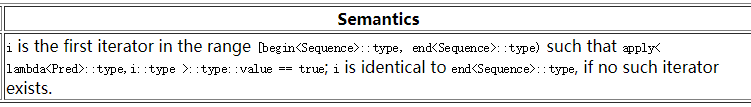 Semantics
i is the first iterator in the range [begin<Sequence>::type, end<Sequence>::type) such that apply<
lambda<Pred>::type,i::type >::type::value == true; i is identical to end<Sequence>::type, if no such iterator
exists.